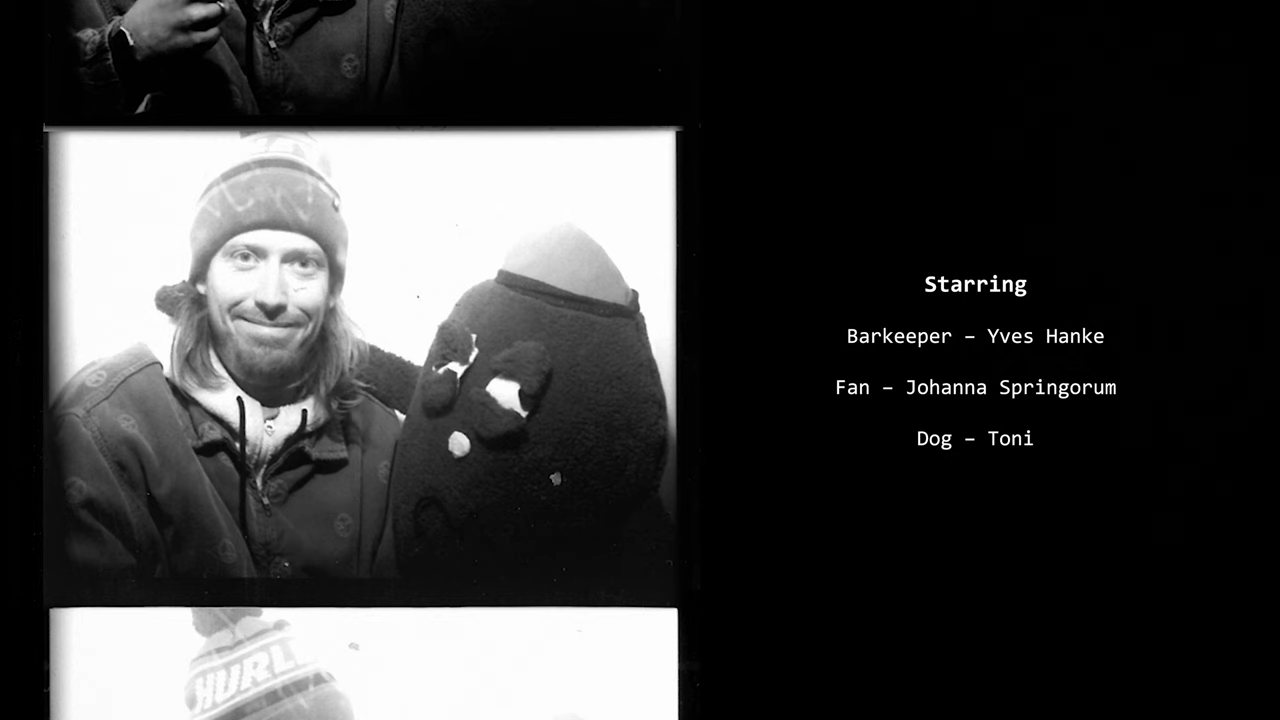 Starring
Barkeeper – Yves Hanke
Fan – Johanna Springorum
Dog – Toni